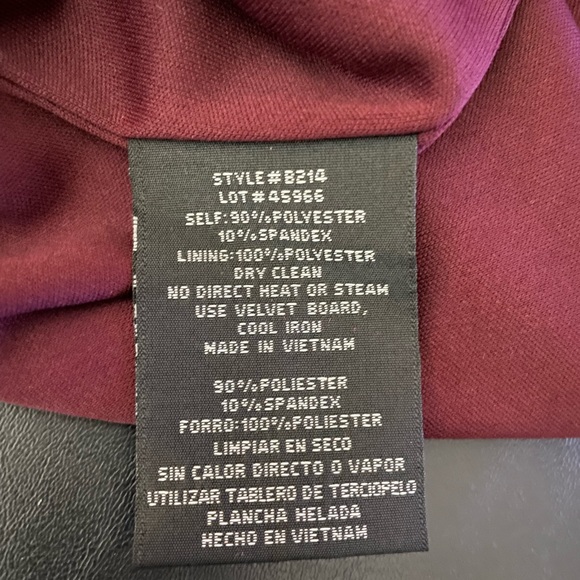 STYLE#B214
LOT#45966
SELF:90%POLYESTER
10%SPANDEX
LINING:100%POLYESTER
DRY CLEAN
NO DIRECT HEAT OR STEAM
USE VELVET BOARD,
COOL IRON
MADE IN VIETNAM
90%POLIESTER
10%SPANDEX
FORRO:100%POLIESTER
LIMPIAR EN SECO
SIN CALOR DIRECTO O VAPOR
UTILIZAR TABLERO DE TERCIOPELO
PLANCHA HELADA
HECHO EN VIETNAM